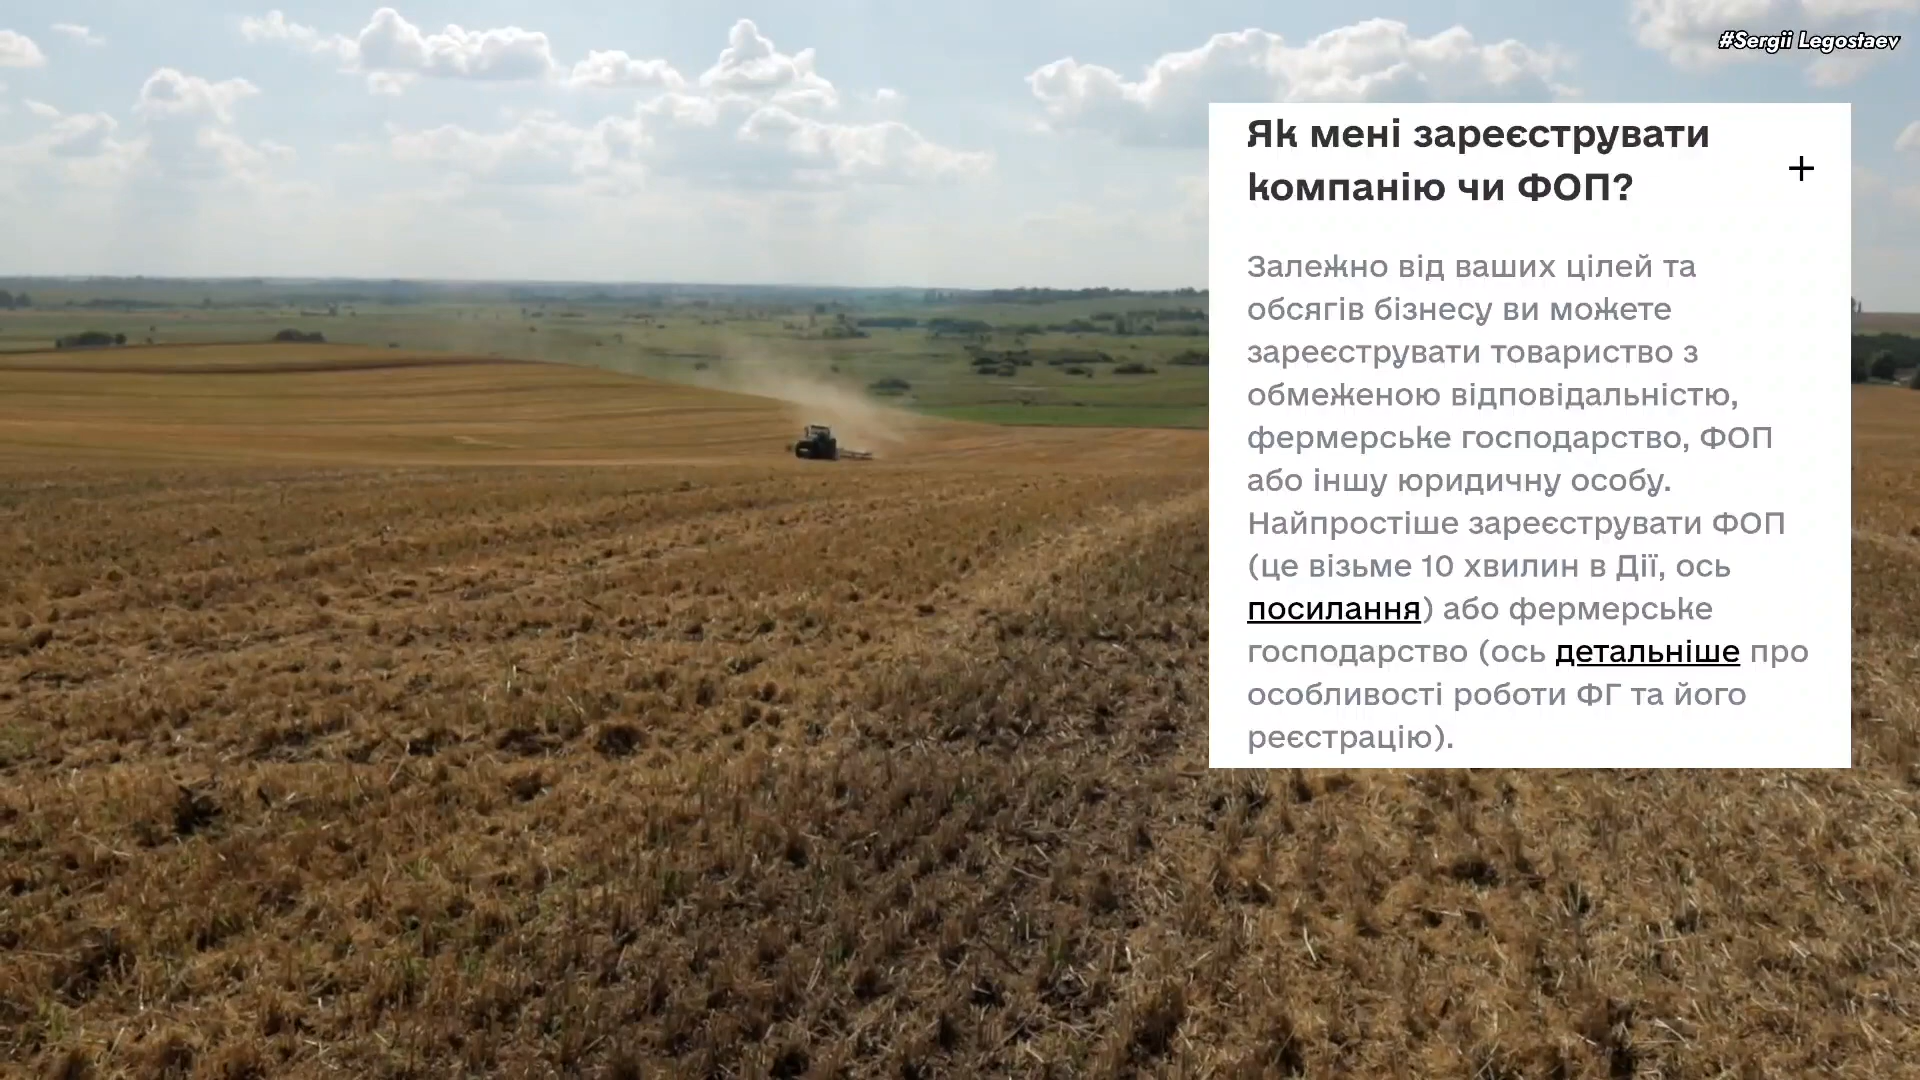 #Sergii Legostaev
Як мені зареєструвати
компанію чи ФОП?
Залежно від ваших цілей та
обсягів бізнесу ви можете
зареєструвати товариство з
обмеженою відповідальністю,
фермерське господарство, ФОП
або іншу юридичну особу.
Найпростіше зареєструвати ФОП
(це візьме 10 хвилин в Дії, ось
посилання) або фермерське
господарство (ось детальніше про
особливості роботи ФГ та його
реєстрацію).